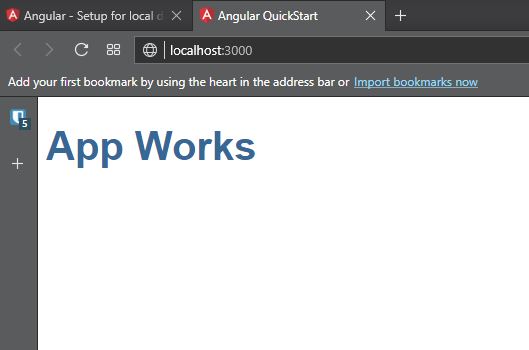 Angular - Setup for local d
Angular QuickStart
localhost:3000
Add your first bookmark by using the heart in the address bar or Import bookmarks now
5
App Works